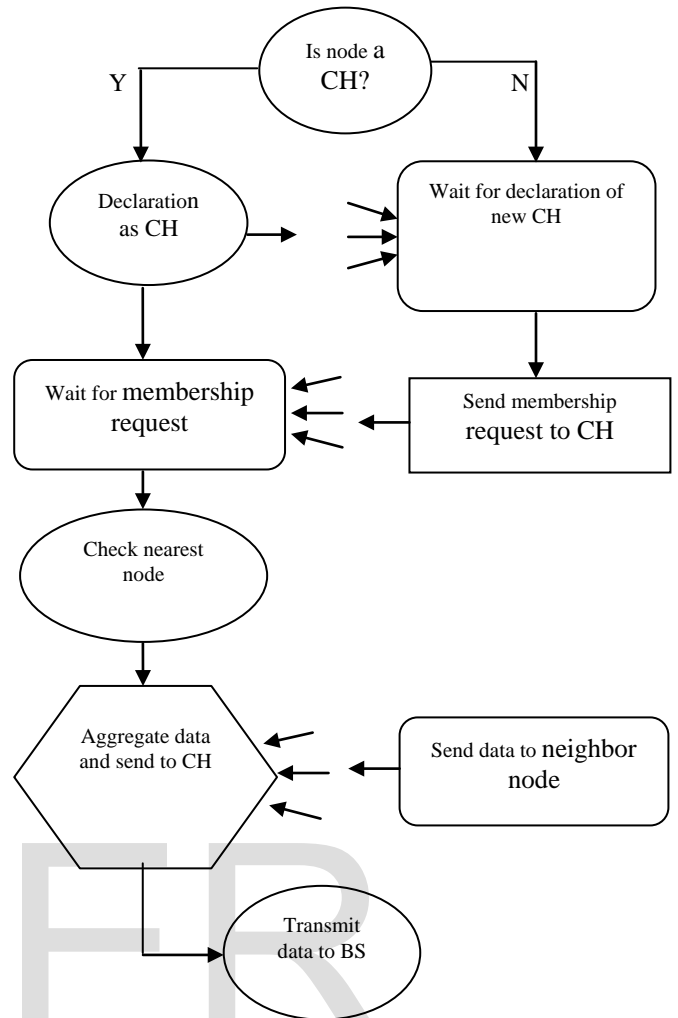 Is node a
CH?
Y
N
Declaration
as CH
Wait for declaration of
new CH
Wait for membership
request
Send membership
request to CH
Check nearest
node
Aggregate data
and send to CH
Send data to neighbor
node
Transmit
data to BS
ER